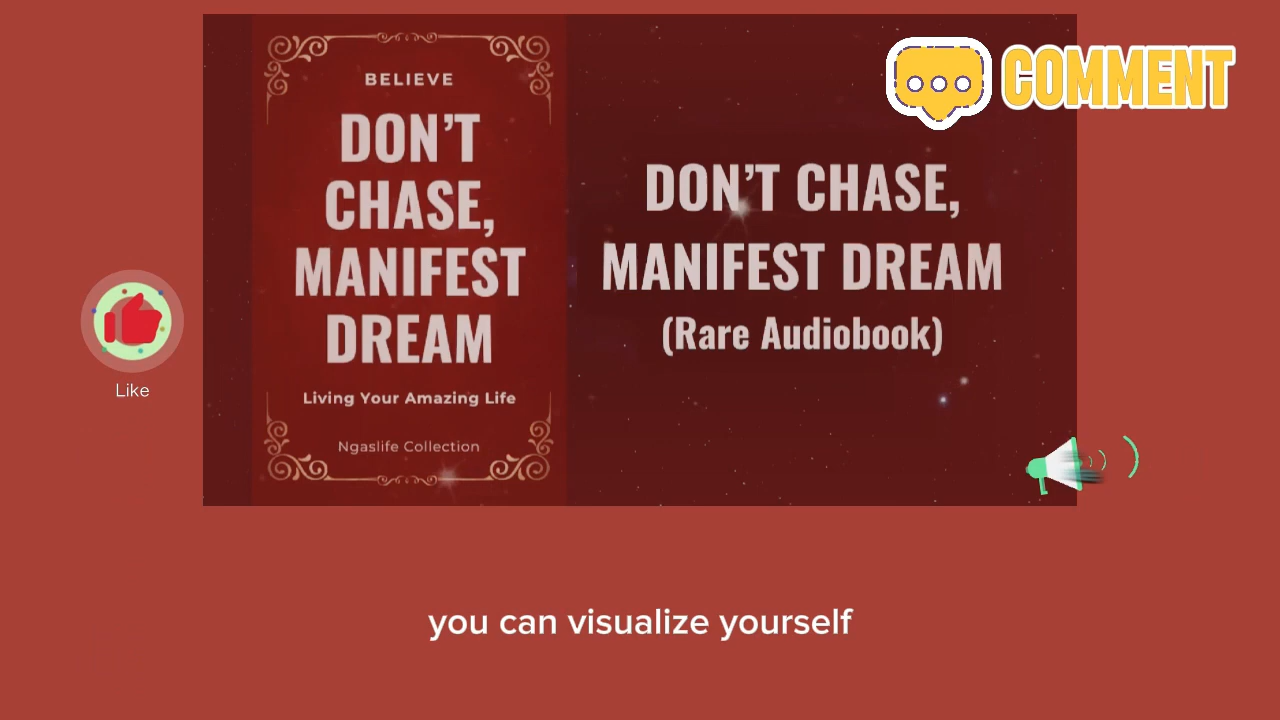 BELIEVE
DON'T
CHASE,
MANIFEST
DREAM
Living Your Amazing Life
Ngaslife Collection
DON'T CHASE,
MANIFEST DREAM
(Rare Audiobook)
COMMENT
Like
you can visualize yourself